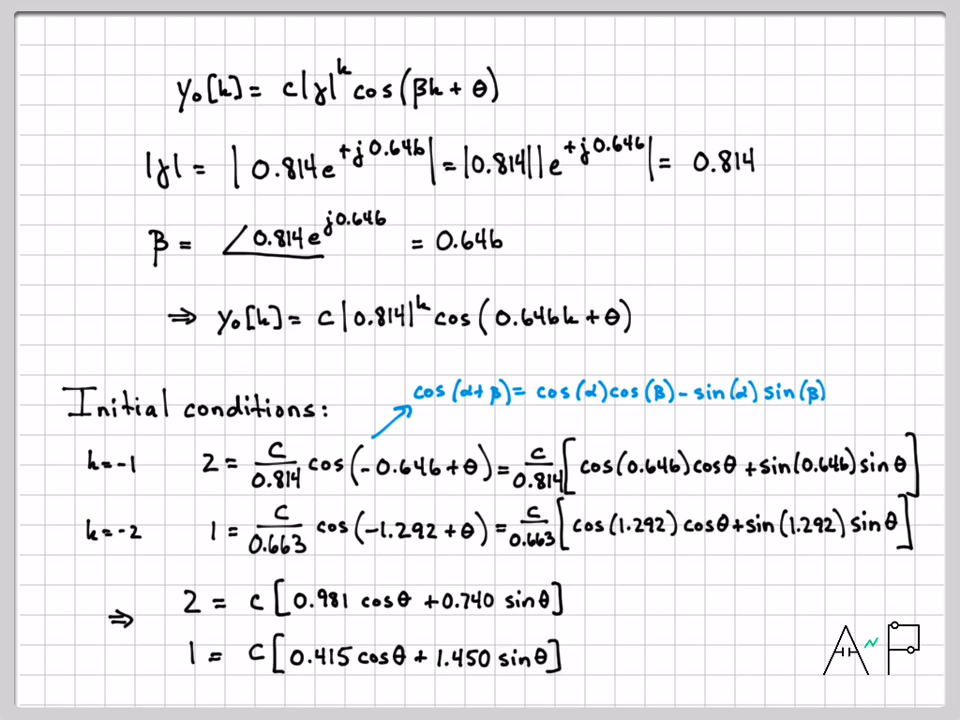 y₀[k] = c|γ|ᵏ cos(βk + θ)
|γ| = |0.814e^{+j0.646}| = |0.814||e^{+j0.646}| = 0.814
β = ∠0.814e^{j0.646} = 0.646
⇒ y₀[k] = c|0.814|ᵏ cos(0.646k + θ)
cos(α+β) = cos(α)cos(β) - sin(α)sin(β)
Initial conditions:
k=-1 2 = c/0.814 cos(-0.646+θ) = c/0.814 [cos(0.646)cosθ + sin(0.646)sinθ]
k=-2 1 = c/0.663 cos(-1.292+θ) = c/0.663 [cos(1.292)cosθ + sin(1.292)sinθ]
⇒ 2 = c[0.981 cosθ + 0.740 sinθ]
1 = c[0.415 cosθ + 1.450 sinθ]
AP